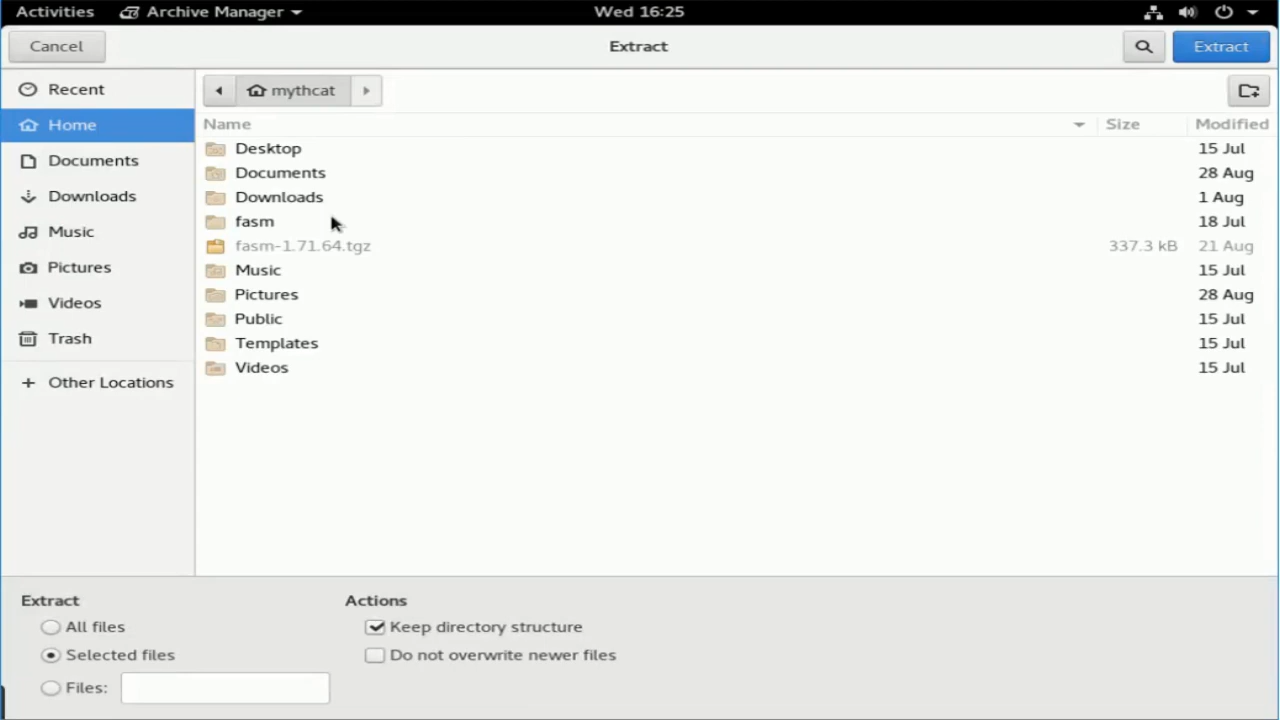 Activities Archive Manager Wed 16:25
Cancel Extract Extract
Recent
Home
Documents
Downloads
Music
Pictures
Videos
Trash
Other Locations
mythcat
Name Size Modified
Desktop 15 Jul
Documents 28 Aug
Downloads 1 Aug
fasm 18 Jul
fasm-1.71.64.tgz 337.3 kB 21 Aug
Music 15 Jul
Pictures 28 Aug
Public 15 Jul
Templates 15 Jul
Videos 15 Jul
Extract
All files
Selected files
Files:
Actions
Keep directory structure
Do not overwrite newer files